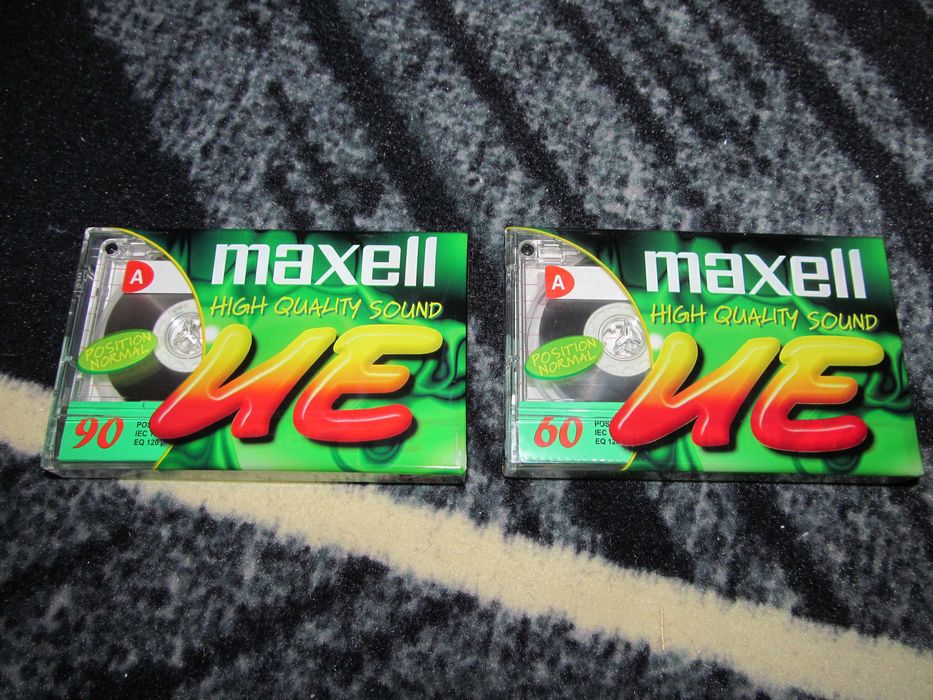 maxell
HIGH QUALITY SOUND
UE
A
POSITION
NORMAL
90
IEC
EQ 120
maxell
HIGH QUALITY SOUND
UE
A
POSITION
NORMAL
60
IEC
EQ 120